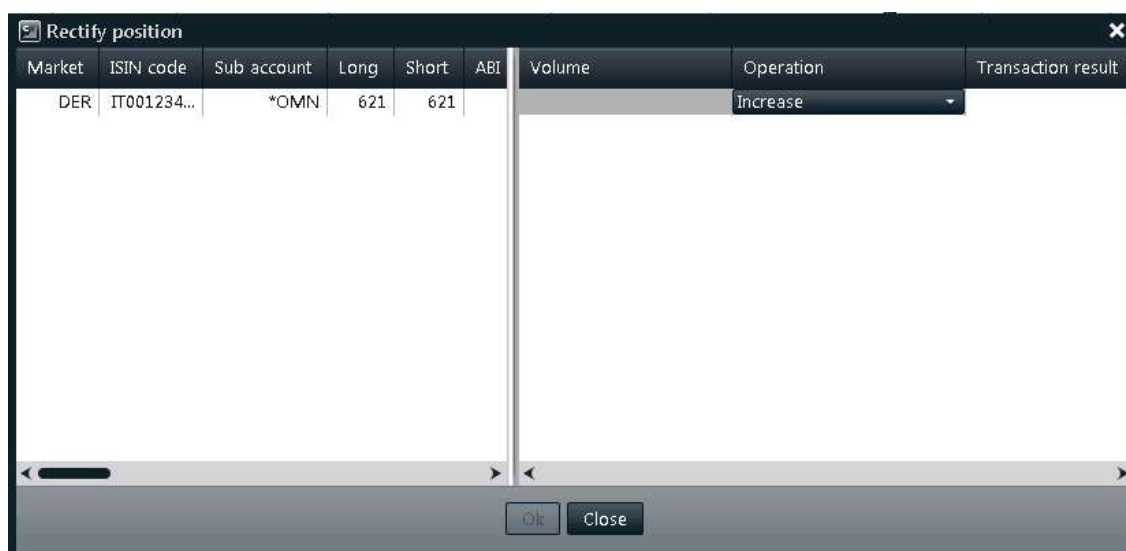 Rectify position
Market ISIN code Sub account Long Short ABI Volume Operation Transaction result
DER IT001234... *OMN 621 621 Increase
Ok Close